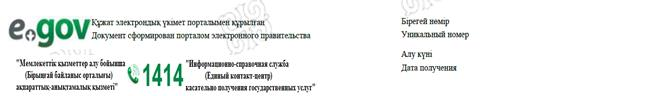 e.gov
Құжат электрондық үкімет порталымен құрылған
Документ сформирован порталом электронного правительства
"Мемлекеттік қызметтер алу бойынша
(Бірыңғай байланыс орталығы)
ақпараттық-анықтамалық қызметі"
1414
"Информационно-справочная служба
(Единый контакт-центр)
касательно получения государственных услуг"
Бірегей нөмір
Уникальный номер
Алу күні
Дата получения